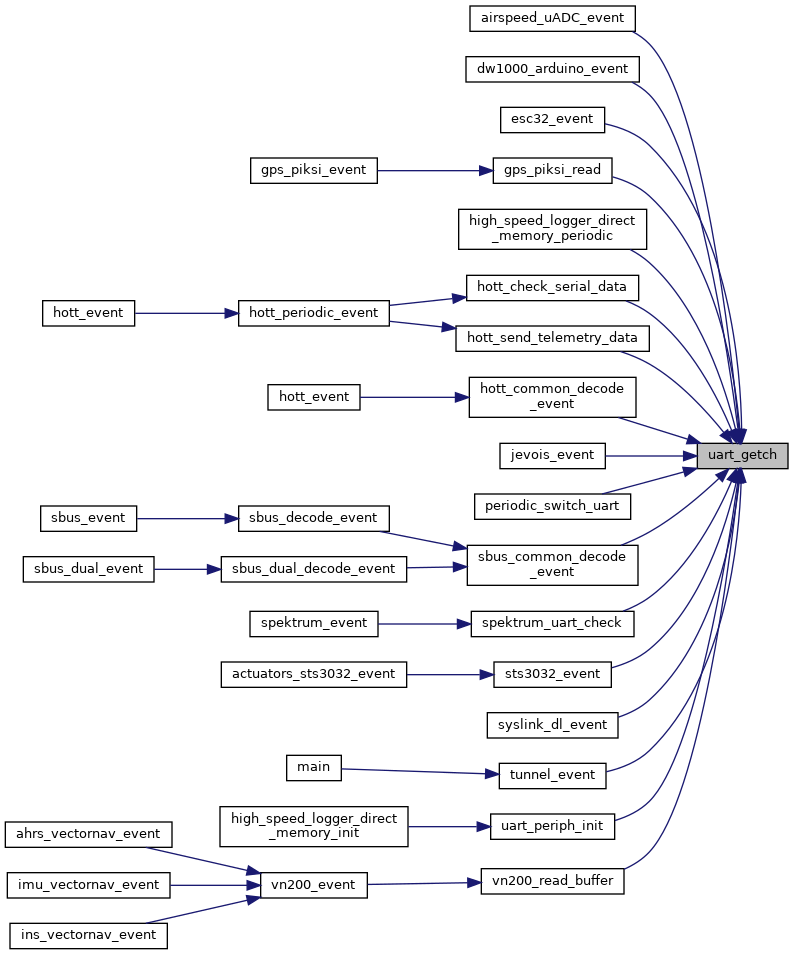 airspeed_uADC_event
dw1000_arduino_event
esc32_event
gps_piksi_event
gps_piksi_read
high_speed_logger_direct
_memory_periodic
hott_check_serial_data
hott_event
hott_periodic_event
hott_send_telemetry_data
hott_common_decode
_event
hott_event
jevois_event
uart_getch
periodic_switch_uart
sbus_event
sbus_decode_event
sbus_common_decode
_event
sbus_dual_event
sbus_dual_decode_event
spektrum_event
spektrum_uart_check
actuators_sts3032_event
sts3032_event
syslink_dl_event
main
tunnel_event
high_speed_logger_direct
_memory_init
uart_periph_init
ahrs_vectornav_event
imu_vectornav_event
vn200_event
vn200_read_buffer
ins_vectornav_event